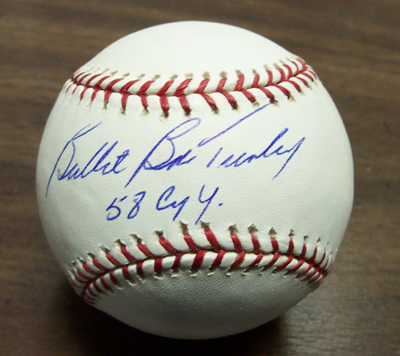 Bullet Bob Turley
58 Cy Y.